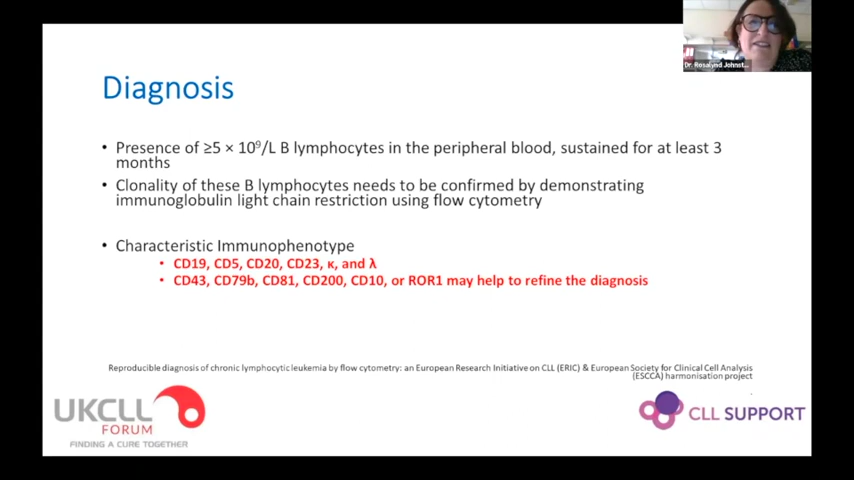 Dr. Rosalynd Johnst...
Diagnosis
• Presence of ≥5 × 10⁹/L B lymphocytes in the peripheral blood, sustained for at least 3
months
• Clonality of these B lymphocytes needs to be confirmed by demonstrating
immunoglobulin light chain restriction using flow cytometry
• Characteristic Immunophenotype
• CD19, CD5, CD20, CD23, κ, and λ
• CD43, CD79b, CD81, CD200, CD10, or ROR1 may help to refine the diagnosis
Reproducible diagnosis of chronic lymphocytic leukemia by flow cytometry: an European Research Initiative on CLL (ERIC) & European Society for Clinical Cell Analysis
(ESCCA) harmonisation project
.
UKCLL
FORUM
FINDING A CURE TOGETHER
CLL SUPPORT